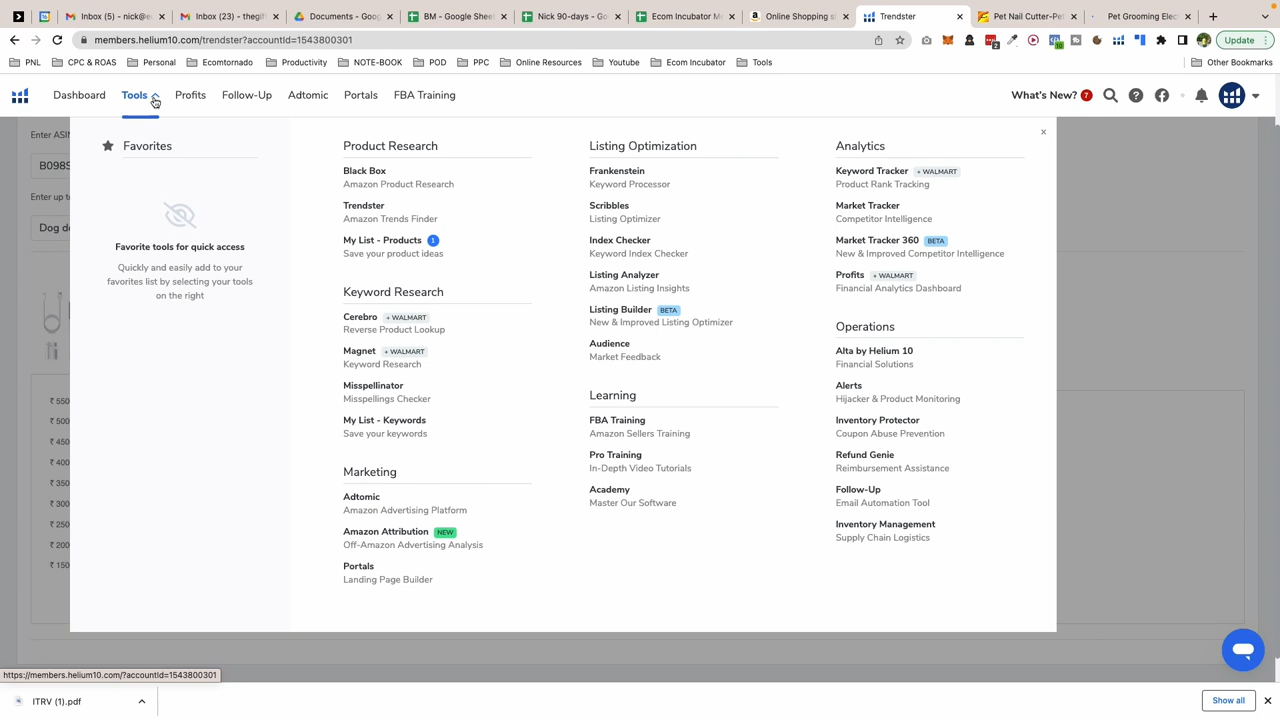 Inbox (5) - nick@e
Inbox (23) - thegif
Documents - Goog
BM - Google Shee
Nick 90-days - Go
Ecom Incubator M
Online Shopping s
Trendster
Pet Nail Cutter-Pet
Pet Grooming Elec
members.helium10.com/trendster?accountId=1543800301
Update
PNL
CPC & ROAS
Personal
Ecomtornado
Productivity
NOTE-BOOK
POD
PPC
Online Resources
Youtube
Ecom Incubator
Tools
Other Bookmarks
Dashboard
Tools
Profits
Follow-Up
Adtomic
Portals
FBA Training
What's New? 7
Enter ASIN
B098S
Enter up to
Dog de
₹ 550
₹ 500
₹ 450
₹ 400
₹ 350
₹ 300
₹ 250
₹ 200
₹ 150
Favorites
Favorite tools for quick access
Quickly and easily add to your
favorites list by selecting your tools
on the right
Product Research
Black Box
Amazon Product Research
Trendster
Amazon Trends Finder
My List - Products 1
Save your product ideas
Keyword Research
Cerebro + WALMART
Reverse Product Lookup
Magnet + WALMART
Keyword Research
Misspellinator
Misspellings Checker
My List - Keywords
Save your keywords
Marketing
Adtomic
Amazon Advertising Platform
Amazon Attribution NEW
Off-Amazon Advertising Analysis
Portals
Landing Page Builder
Listing Optimization
Frankenstein
Keyword Processor
Scribbles
Listing Optimizer
Index Checker
Keyword Index Checker
Listing Analyzer
Amazon Listing Insights
Listing Builder BETA
New & Improved Listing Optimizer
Audience
Market Feedback
Learning
FBA Training
Amazon Sellers Training
Pro Training
In-Depth Video Tutorials
Academy
Master Our Software
Analytics
Keyword Tracker + WALMART
Product Rank Tracking
Market Tracker
Competitor Intelligence
Market Tracker 360 BETA
New & Improved Competitor Intelligence
Profits + WALMART
Financial Analytics Dashboard
Operations
Alta by Helium 10
Financial Solutions
Alerts
Hijacker & Product Monitoring
Inventory Protector
Coupon Abuse Prevention
Refund Genie
Reimbursement Assistance
Follow-Up
Email Automation Tool
Inventory Management
Supply Chain Logistics
https://members.helium10.com/?accountId=1543800301
ITRV (1).pdf
Show all